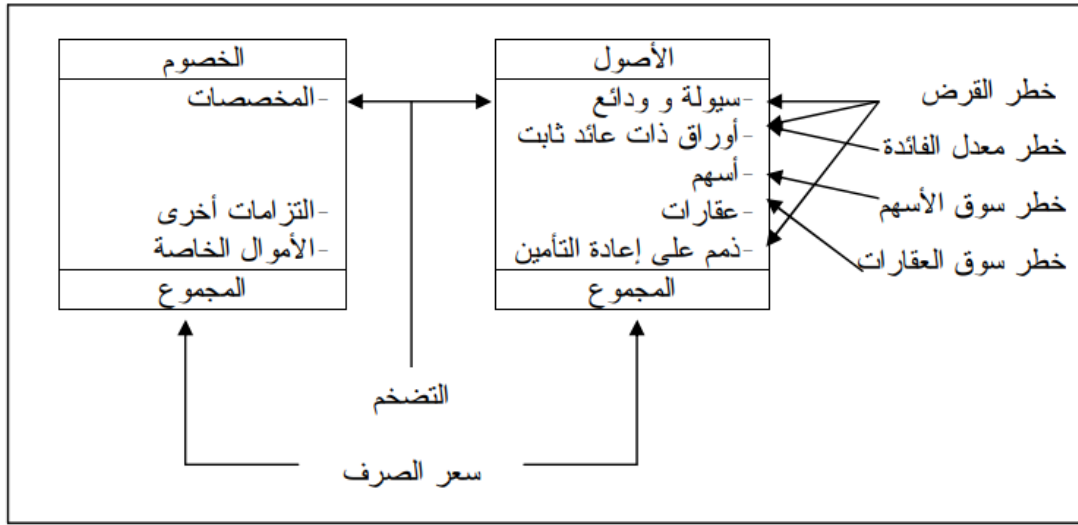 الأصول
-سيولة و ودائع
-أوراق ذات عائد ثابت
-أسهم
-عقارات
-ذمم على إعادة التأمين
المجموع
الخصوم
-المخصصات
-التزامات أخرى
-الأموال الخاصة
المجموع
خطر القرض
خطر معدل الفائدة
خطر سوق الأسهم
خطر سوق العقارات
التضخم
سعر الصرف